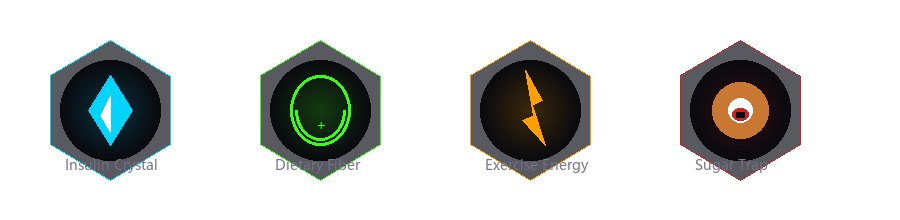 Insulin Crystal
Dietary Fiber
Exercise Energy
Sugar Trap